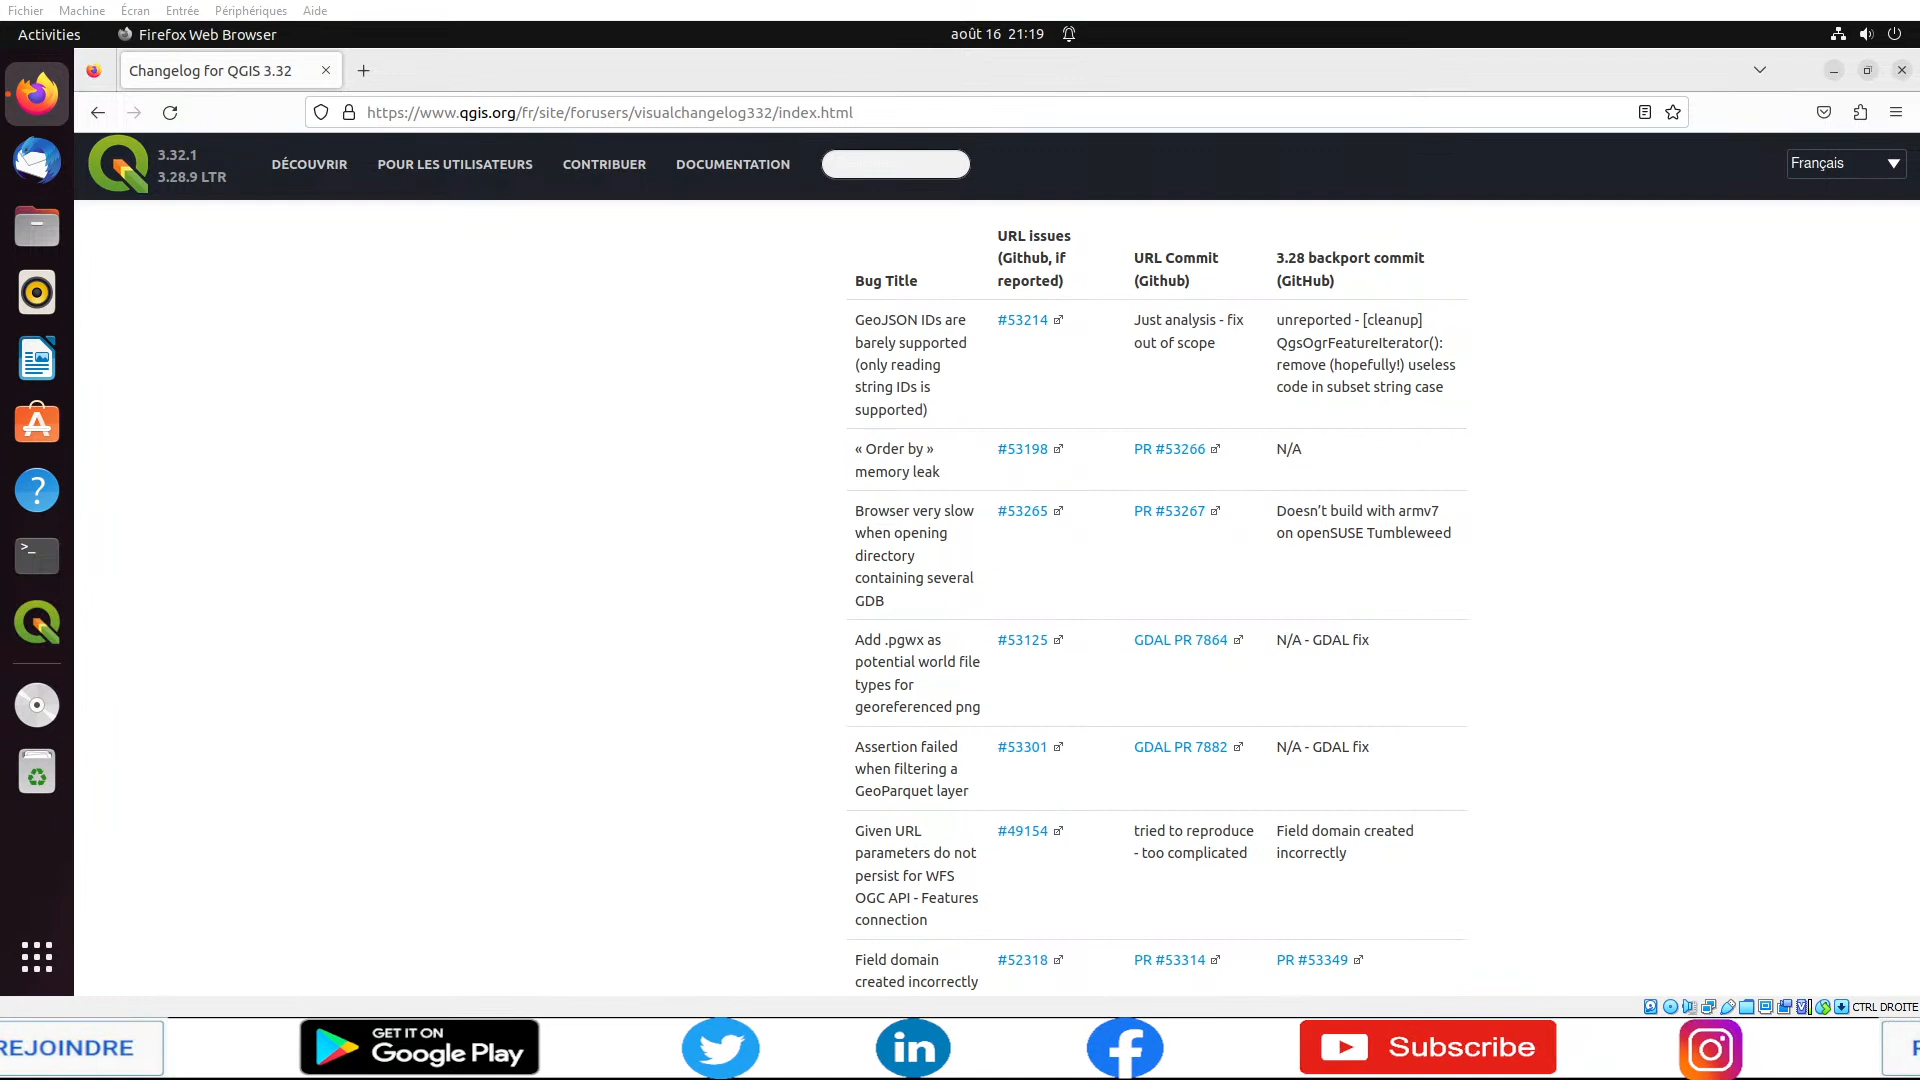 Fichier Machine Écran Entrée Périphériques Aide
Activities Firefox Web Browser août 16 21:19
Changelog for QGIS 3.32
https://www.qgis.org/fr/site/forusers/visualchangelog332/index.html
3.32.1
3.28.9 LTR
DÉCOUVRIR POUR LES UTILISATEURS CONTRIBUER DOCUMENTATION Français
URL issues
(Github, if
reported)
URL Commit
(Github)
3.28 backport commit
(GitHub)
Bug Title
GeoJSON IDs are
barely supported
(only reading
string IDs is
supported)
#53214
Just analysis - fix
out of scope
unreported - [cleanup]
QgsOgrFeatureIterator():
remove (hopefully!) useless
code in subset string case
« Order by »
memory leak
#53198
PR #53266
N/A
Browser very slow
when opening
directory
containing several
GDB
#53265
PR #53267
Doesn’t build with armv7
on openSUSE Tumbleweed
Add .pgwx as
potential world file
types for
georeferenced png
#53125
GDAL PR 7864
N/A - GDAL fix
Assertion failed
when filtering a
GeoParquet layer
#53301
GDAL PR 7882
N/A - GDAL fix
Given URL
parameters do not
persist for WFS
OGC API - Features
connection
#49154
tried to reproduce
- too complicated
Field domain created
incorrectly
Field domain
created incorrectly
#52318
PR #53314
PR #53349
CTRL DROITE
REJOINDRE
GET IT ON
Google Play
Subscribe